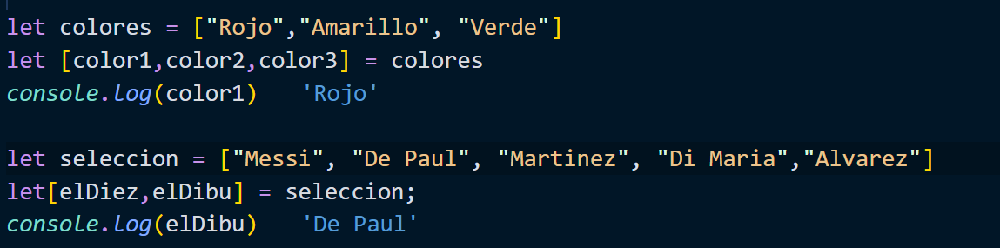 let colores = ["Rojo","Amarillo", "Verde"]
let [color1,color2,color3] = colores
console.log(color1)   'Rojo'
let seleccion = ["Messi", "De Paul", "Martinez", "Di Maria","Alvarez"]
let[elDiez,elDibu] = seleccion;
console.log(elDibu)   'De Paul'